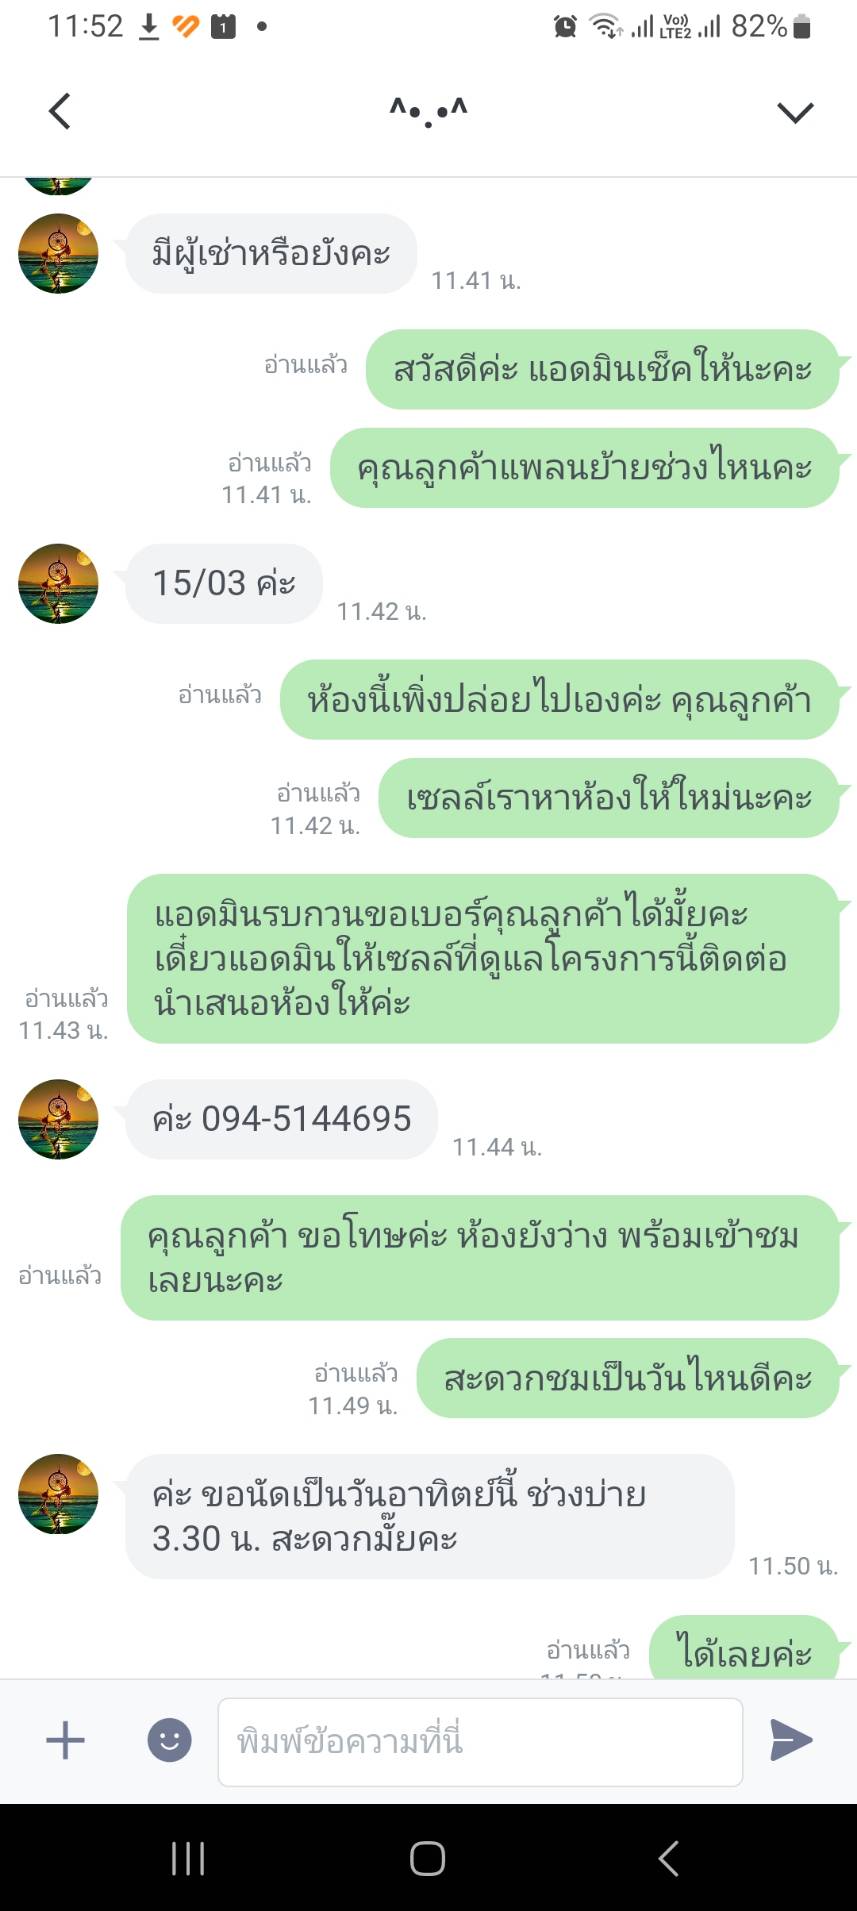 11:52
1
Vo))
LTE2
82%
^•.•^
มีผู้เช่าหรือยังคะ
11.41 น.
อ่านแล้ว
สวัสดีค่ะ แอดมินเช็คให้นะคะ
อ่านแล้ว
11.41 น.
คุณลูกค้าแพลนย้ายช่วงไหนคะ
15/03 ค่ะ
11.42 น.
อ่านแล้ว
ห้องนี้เพิ่งปล่อยไปเองค่ะ คุณลูกค้า
อ่านแล้ว
11.42 น.
เซลล์เราหาห้องให้ใหม่นะคะ
แอดมินรบกวนขอเบอร์คุณลูกค้าได้มั้ยคะ
เดี๋ยวแอดมินให้เซลล์ที่ดูแลโครงการนี้ติดต่อ
นำเสนอห้องให้ค่ะ
อ่านแล้ว
11.43 น.
ค่ะ 094-5144695
11.44 น.
คุณลูกค้า ขอโทษค่ะ ห้องยังว่าง พร้อมเข้าชม
เลยนะคะ
อ่านแล้ว
อ่านแล้ว
11.49 น.
สะดวกชมเป็นวันไหนดีคะ
ค่ะ ขอนัดเป็นวันอาทิตย์นี้ ช่วงบ่าย
3.30 น. สะดวกมั๊ยคะ
11.50 น.
อ่านแล้ว
ได้เลยค่ะ
พิมพ์ข้อความที่นี่